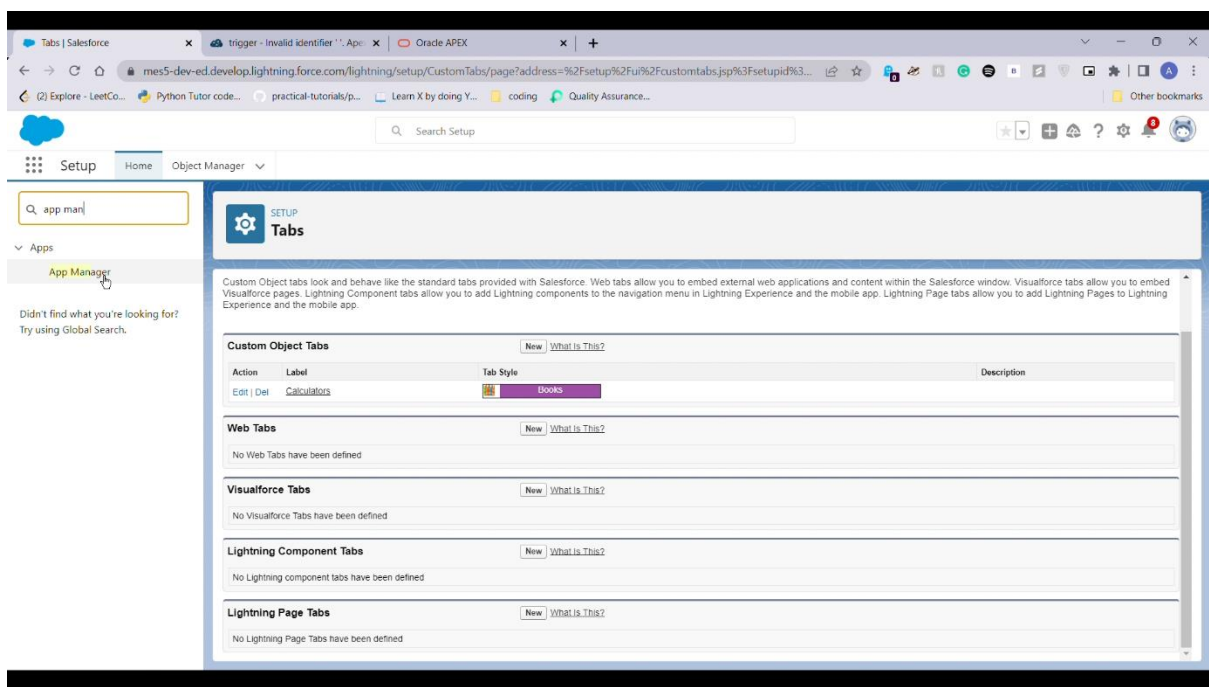 Tabs | Salesforce
trigger - Invalid identifier ' '. Ape
Oracle APEX
mes5-dev-ed.develop.lightning.force.com/lightning/setup/CustomTabs/page?address=%2Fsetup%2Fui%2Fcustomtabs.jsp%3Fsetupid%3...
(2) Explore - LeetCo...
Python Tutor code...
practical-tutorials/p...
Learn X by doing Y...
coding
Quality Assurance...
Other bookmarks
Search Setup
8
Setup
Home
Object Manager
app man
Apps
App Manager
Didn't find what you're looking for?
Try using Global Search.
SETUP
Tabs
Custom Object tabs look and behave like the standard tabs provided with Salesforce. Web tabs allow you to embed external web applications and content within the Salesforce window. Visualforce tabs allow you to embed
Visualforce pages. Lightning Component tabs allow you to add Lightning components to the navigation menu in Lightning Experience and the mobile app. Lightning Page tabs allow you to add Lightning Pages to Lightning
Experience and the mobile app.
Custom Object Tabs New What Is This?
Action Label Tab Style Description
Edit | Del Calculators Books
Web Tabs New What Is This?
No Web Tabs have been defined
Visualforce Tabs New What Is This?
No Visualforce Tabs have been defined
Lightning Component Tabs New What Is This?
No Lightning component tabs have been defined
Lightning Page Tabs New What Is This?
No Lightning Page Tabs have been defined